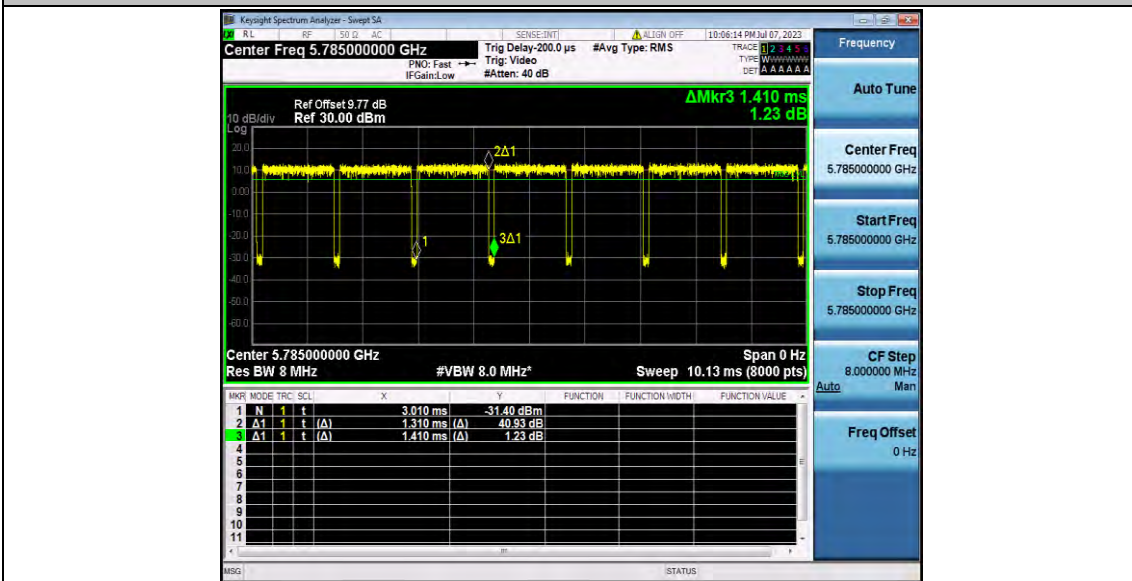 Keysight Spectrum Analyzer - Swept SA
RL RF 50 Ω AC SENSE:INT ALIGN OFF 10:06:14 PM Jul 07, 2023
Center Freq 5.785000000 GHz
PNO: Fast
IFGain:Low
Trig Delay-200.0 µs
Trig: Video
#Atten: 40 dB
#Avg Type: RMS
TRACE 1 2 3 4 5 6
TYPE WWWWWW
DET A A A A A A
Frequency
Auto Tune
Center Freq
5.785000000 GHz
Start Freq
5.785000000 GHz
Stop Freq
5.785000000 GHz
CF Step
8.000000 MHz
Auto Man
Freq Offset
0 Hz
ΔMkr3 1.410 ms
1.23 dB
Ref Offset 9.77 dB
10 dB/div Ref 30.00 dBm
Log
20.0
10.0
0.00
-10.0
-20.0
-30.0
-40.0
-50.0
-60.0
2Δ1
1
3Δ1
Center 5.785000000 GHz Span 0 Hz
Res BW 8 MHz #VBW 8.0 MHz* Sweep 10.13 ms (8000 pts)
MKR MODE TRC SCL X Y FUNCTION FUNCTION WIDTH FUNCTION VALUE
1 N 1 t 3.010 ms -31.40 dBm
2 Δ1 1 t (Δ) 1.310 ms (Δ) 40.93 dB
3 Δ1 1 t (Δ) 1.410 ms (Δ) 1.23 dB
4
5
6
7
8
9
10
11
MSG STATUS